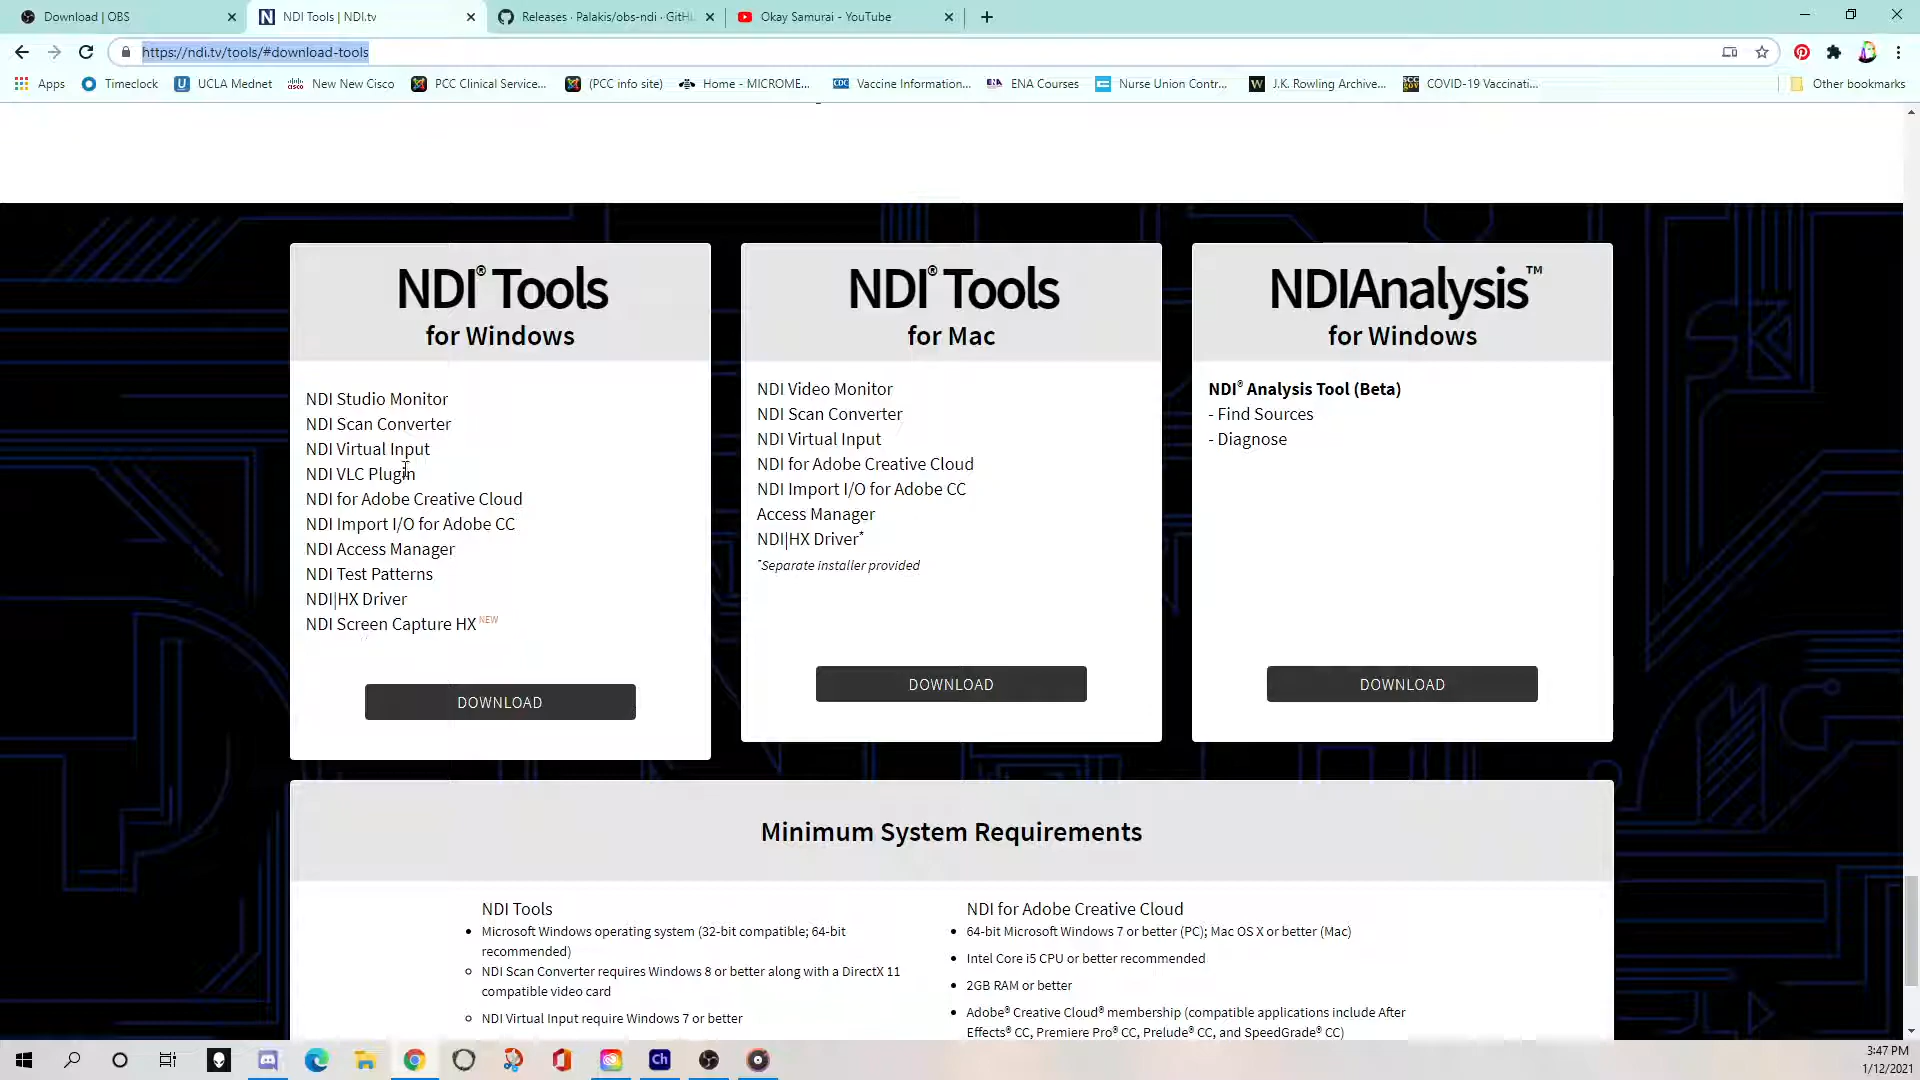 Download | OBS
NDI Tools | NDI.tv
Releases · Palakis/obs-ndi · GitH
Okay Samurai - YouTube
https://ndi.tv/tools/#download-tools
Apps
Timeclock
UCLA Mednet
New New Cisco
PCC Clinical Service...
(PCC info site)
Home - MICROME...
Vaccine Information...
ENA Courses
Nurse Union Contr...
J.K. Rolling Archive...
COVID-19 Vaccinati...
Other bookmarks
NDI® Tools
for Windows
NDI Studio Monitor
NDI Scan Converter
NDI Virtual Input
NDI VLC Plugin
NDI for Adobe Creative Cloud
NDI Import I/O for Adobe CC
NDI Access Manager
NDI Test Patterns
NDI|HX Driver
NDI Screen Capture HX NEW
DOWNLOAD
NDI® Tools
for Mac
NDI Video Monitor
NDI Scan Converter
NDI Virtual Input
NDI for Adobe Creative Cloud
NDI Import I/O for Adobe CC
Access Manager
NDI|HX Driver*
*Separate installer provided
DOWNLOAD
NDIAnalysis™
for Windows
NDI® Analysis Tool (Beta)
- Find Sources
- Diagnose
DOWNLOAD
Minimum System Requirements
NDI Tools
• Microsoft Windows operating system (32-bit compatible; 64-bit
recommended)
◦ NDI Scan Converter requires Windows 8 or better along with a DirectX 11
compatible video card
◦ NDI Virtual Input require Windows 7 or better
NDI for Adobe Creative Cloud
• 64-bit Microsoft Windows 7 or better (PC); Mac OS X or better (Mac)
• Intel Core i5 CPU or better recommended
• 2GB RAM or better
• Adobe® Creative Cloud® membership (compatible applications include After
Effects® CC, Premiere Pro® CC, Prelude® CC, and SpeedGrade® CC)
Ch
3:47 PM
1/12/2021